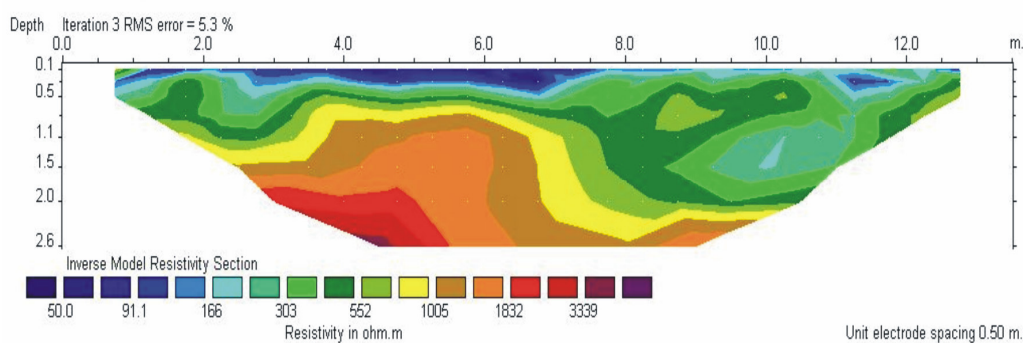 Depth Iteration 3 RMS error = 5.3 %
0.0 2.0 4.0 6.0 8.0 10.0 12.0 m.
0.1
0.5
1.1
1.5
2.0
2.6
Inverse Model Resistivity Section
50.0 91.1 166 303 552 1005 1832 3339
Resistivity in ohm.m
Unit electrode spacing 0.50 m.